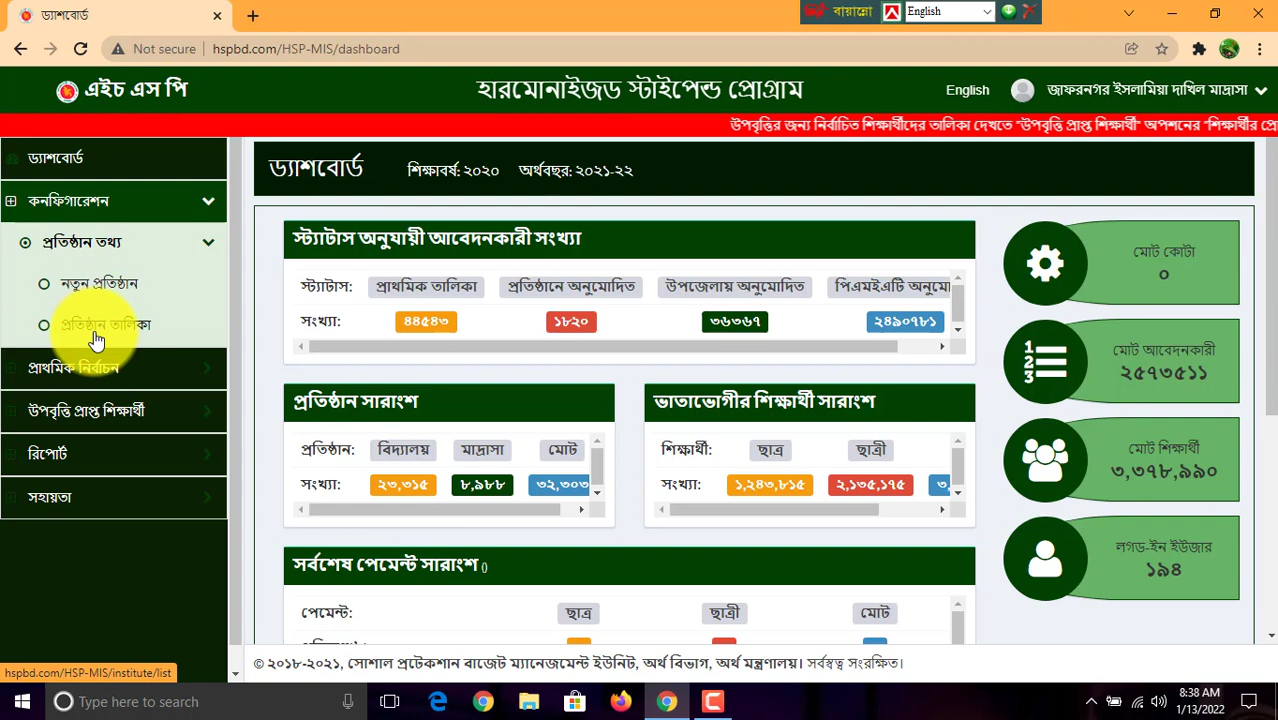 ড্যাশবোর্ড
বায়ান্নো
English
Not secure
hspbd.com/HSP-MIS/dashboard
এইচ এস পি
হারমোনাইজড স্টাইপেন্ড প্রোগ্রাম
English
জাফরনগর ইসলামিয়া দাখিল মাদ্রাসা
উপবৃত্তির জন্য নির্বাচিত শিক্ষার্থীদের তালিকা দেখতে "উপবৃত্তি প্রাপ্ত শিক্ষার্থী" অপশনের "শিক্ষার্থীর প্রো
ড্যাশবোর্ড
কনফিগারেশন
প্রতিষ্ঠান তথ্য
নতুন প্রতিষ্ঠান
প্রতিষ্ঠান তালিকা
প্রাথমিক নির্বাচন
উপবৃত্তি প্রাপ্ত শিক্ষার্থী
রিপোর্ট
সহায়তা
ড্যাশবোর্ড
শিক্ষাবর্ষ: ২০২০
অর্থবছর: ২০২১-২২
স্ট্যাটাস অনুযায়ী আবেদনকারী সংখ্যা
স্ট্যাটাস: প্রাথমিক তালিকা প্রতিষ্ঠানে অনুমোদিত উপজেলায় অনুমোদিত পিএমইএটি অনুমো
সংখ্যা: ৪৪৫৪৩ ১৮২০ ৩৬৩৬৭ ২৪৯০৭৮১
প্রতিষ্ঠান সারাংশ
প্রতিষ্ঠান: বিদ্যালয় মাদ্রাসা মোট
সংখ্যা: ২৩,৩১৫ ৮,৯৮৮ ৩২,৩০৩
ভাতাভোগীর শিক্ষার্থী সারাংশ
শিক্ষার্থী: ছাত্র ছাত্রী
সংখ্যা: ১,২৪৩,৮১৫ ২,১৩৫,১৭৫ ৩,
সর্বশেষ পেমেন্ট সারাংশ ()
পেমেন্ট: ছাত্র ছাত্রী মোট
মোট কোটা
০
মোট আবেদনকারী
২৫৭৩৫১১
মোট শিক্ষার্থী
৩,৩৭৮,৯৯০
লগড-ইন ইউজার
১৯৪
© ২০১৮-২০২১, সোশাল প্রটেকশান বাজেট ম্যানেজমেন্ট ইউনিট, অর্থ বিভাগ, অর্থ মন্ত্রণালয়। সর্বস্বত্ব সংরক্ষিত।
hspbd.com/HSP-MIS/institute/list
Type here to search
8:38 AM
1/13/2022